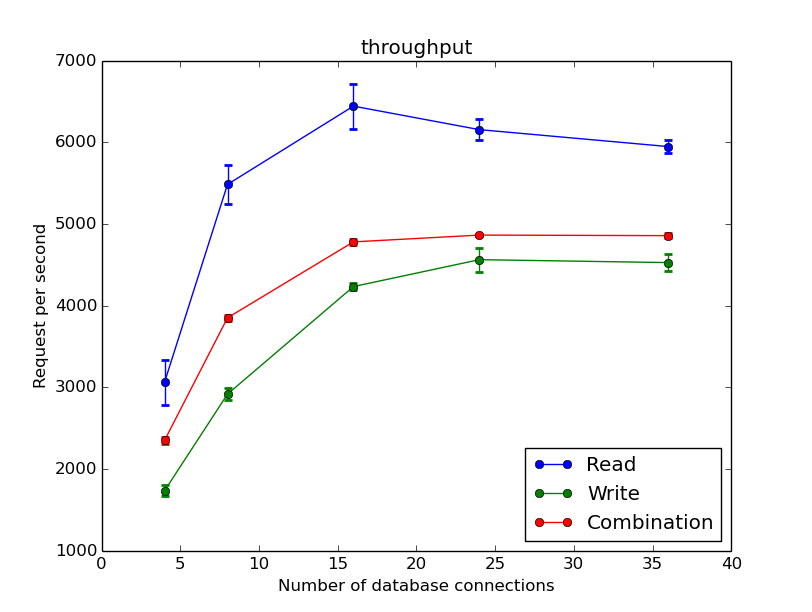 throughput
7000
6000
5000
4000
3000
2000
1000
Request per second
0
5
10
15
20
25
30
35
40
Number of database connections
Read
Write
Combination